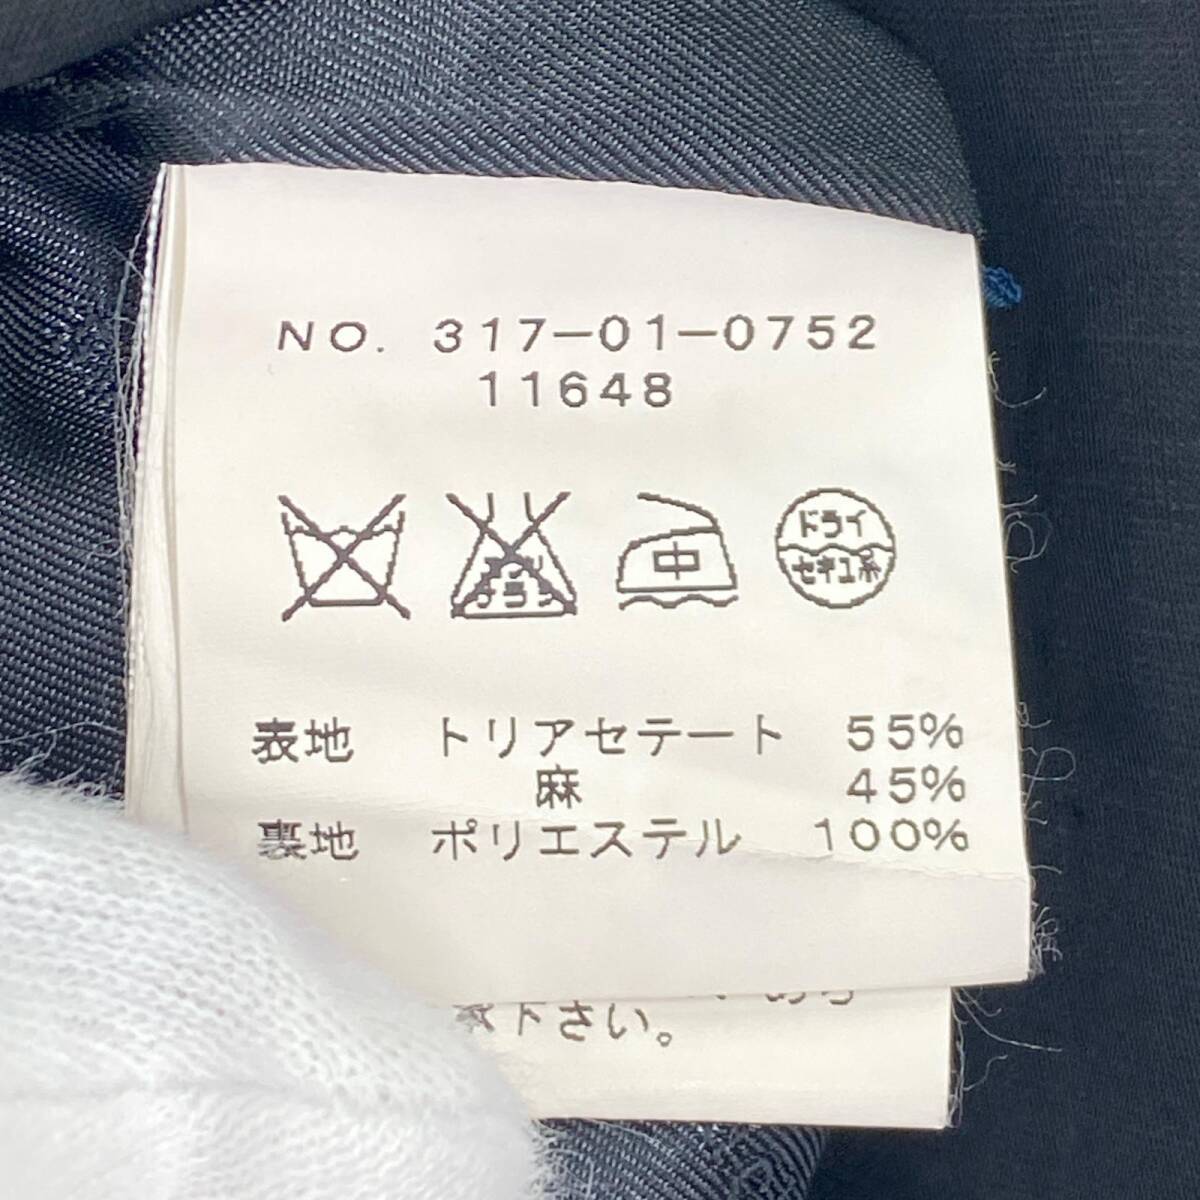 NO. 317-01-0752
11648
中
ドライ
セキユ系
表地 トリアセテート 55%
麻 45%
裏地 ポリエステル 100%
下さい。